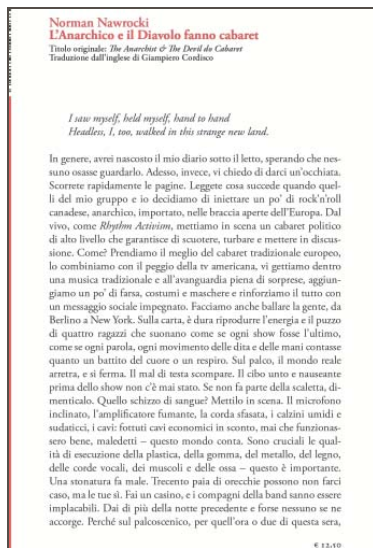 Norman Nawrocki
L'Anarchico e il Diavolo fanno cabaret
Titolo originale: The Anarchist & The Devil do Cabaret
Traduzione dall'inglese di Giampiero Cordisco
I saw myself, held myself, hand to hand
Headless, I, too, walked in this strange new land.
In genere, avrei nascosto il mio diario sotto il letto, sperando che nes-
suno osasse guardarlo. Adesso, invece, vi chiedo di darci un'occhiata.
Scorrete rapidamente le pagine. Leggete cosa succede quando quel-
li del mio gruppo e io decidiamo di iniettare un po' di rock'n'roll
canadese, anarchico, importato, nelle braccia aperte dell'Europa. Dal
vivo, come Rhythm Activism, mettiamo in scena un cabaret politico
di alto livello che garantisce di scuotere, turbare e mettere in discus-
sione. Come? Prendiamo il meglio del cabaret tradizionale europeo,
lo combiniamo con il peggio della tv americana, vi gettiamo dentro
una musica tradizionale e all'avanguardia piena di sorprese, aggiun-
giamo un po' di farsa, costumi e maschere e rinforziamo il tutto con
un messaggio sociale impegnato. Facciamo anche ballare la gente, da
Berlino a New York. Sulla carta, è dura riprodurre l'energia e il puzzo
di quattro ragazzi che suonano come se ogni show fosse l'ultimo,
come se ogni parola, ogni movimento delle dita e delle mani contasse
quanto un battito del cuore o un respiro. Sul palco, il mondo reale
arretra, e si ferma. Il mal di testa scompare. Il cibo unto e nauseante
prima dello show non c'è mai stato. Se non fa parte della scaletta, di-
menticalo. Quello schizzo di sangue? Mettilo in scena. Il microfono
inclinato, l'amplificatore fumante, la corda sfasata, i calzini umidi e
sudaticci, i cavi: fottuti cavi economici in sconto, mai che funzionas-
sero bene, maledetti – questo mondo conta. Sono cruciali le qual-
ità di esecuzione della plastica, della gomma, del metallo, del legno,
delle corde vocali, dei muscoli e delle ossa – questo è importante.
Una stonatura fa male. Trecento paia di orecchie possono non farci
caso, ma le tue sì. Fai un casino, e i compagni della band sanno essere
implacabili. Dai di più della notte precedente e forse nessuno se ne
accorge. Perché sul palcoscenico, per quell'ora o due di questa sera,
€ 12,50